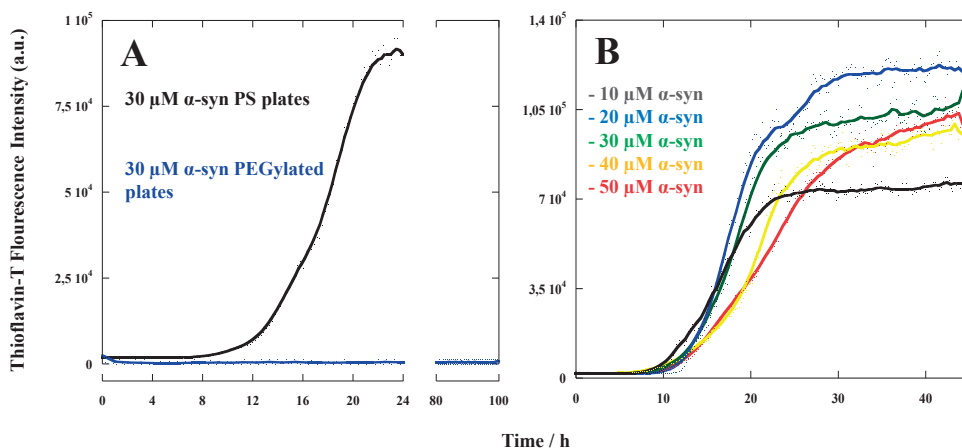 Thioflavin-T Flourescence Intensity (a.u.)
1 10⁵
7,5 10⁴
5 10⁴
2,5 10⁴
0
A
30 µM α-syn PS plates
30 µM α-syn PEGylated
plates
0 4 8 12 16 20 24 80 100
1,4 10⁵
1,05 10⁵
7 10⁴
3,5 10⁴
0
B
- 10 µM α-syn
- 20 µM α-syn
- 30 µM α-syn
- 40 µM α-syn
- 50 µM α-syn
0 10 20 30 40
Time / h